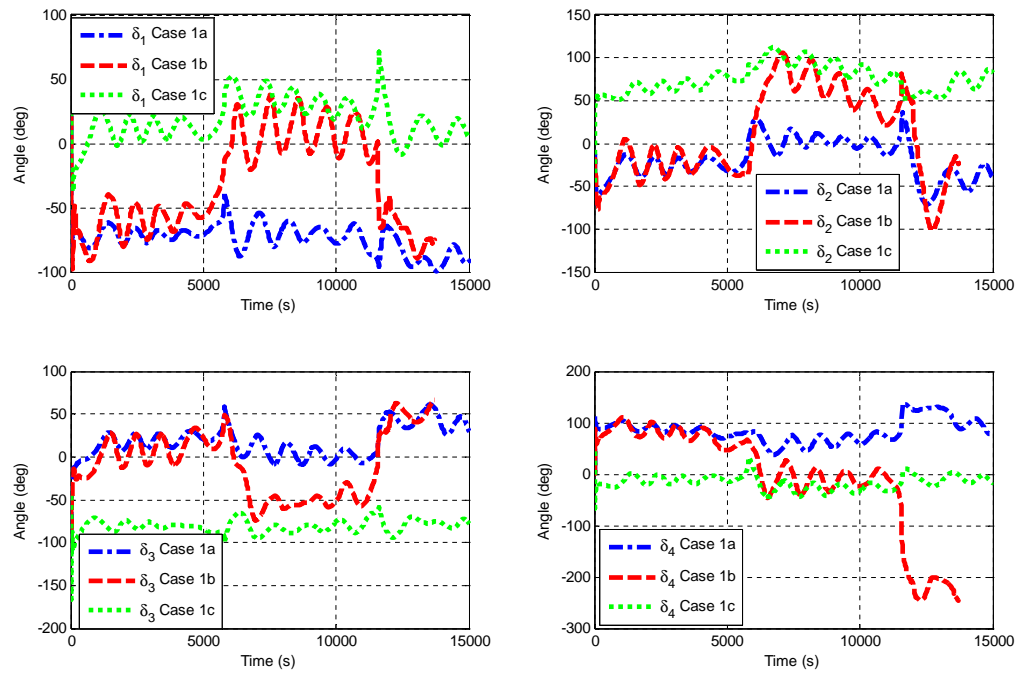 100
50
0
-50
-100
Angle (deg)
0
5000
10000
15000
Time (s)
δ1 Case 1a
δ1 Case 1b
δ1 Case 1c
150
100
50
0
-50
-100
-150
Angle (deg)
0
5000
10000
15000
Time (s)
δ2 Case 1a
δ2 Case 1b
δ2 Case 1c
100
50
0
-50
-100
-150
-200
Angle (deg)
0
5000
10000
15000
Time (s)
δ3 Case 1a
δ3 Case 1b
δ3 Case 1c
200
100
0
-100
-200
-300
Angle (deg)
0
5000
10000
15000
Time (s)
δ4 Case 1a
δ4 Case 1b
δ4 Case 1c